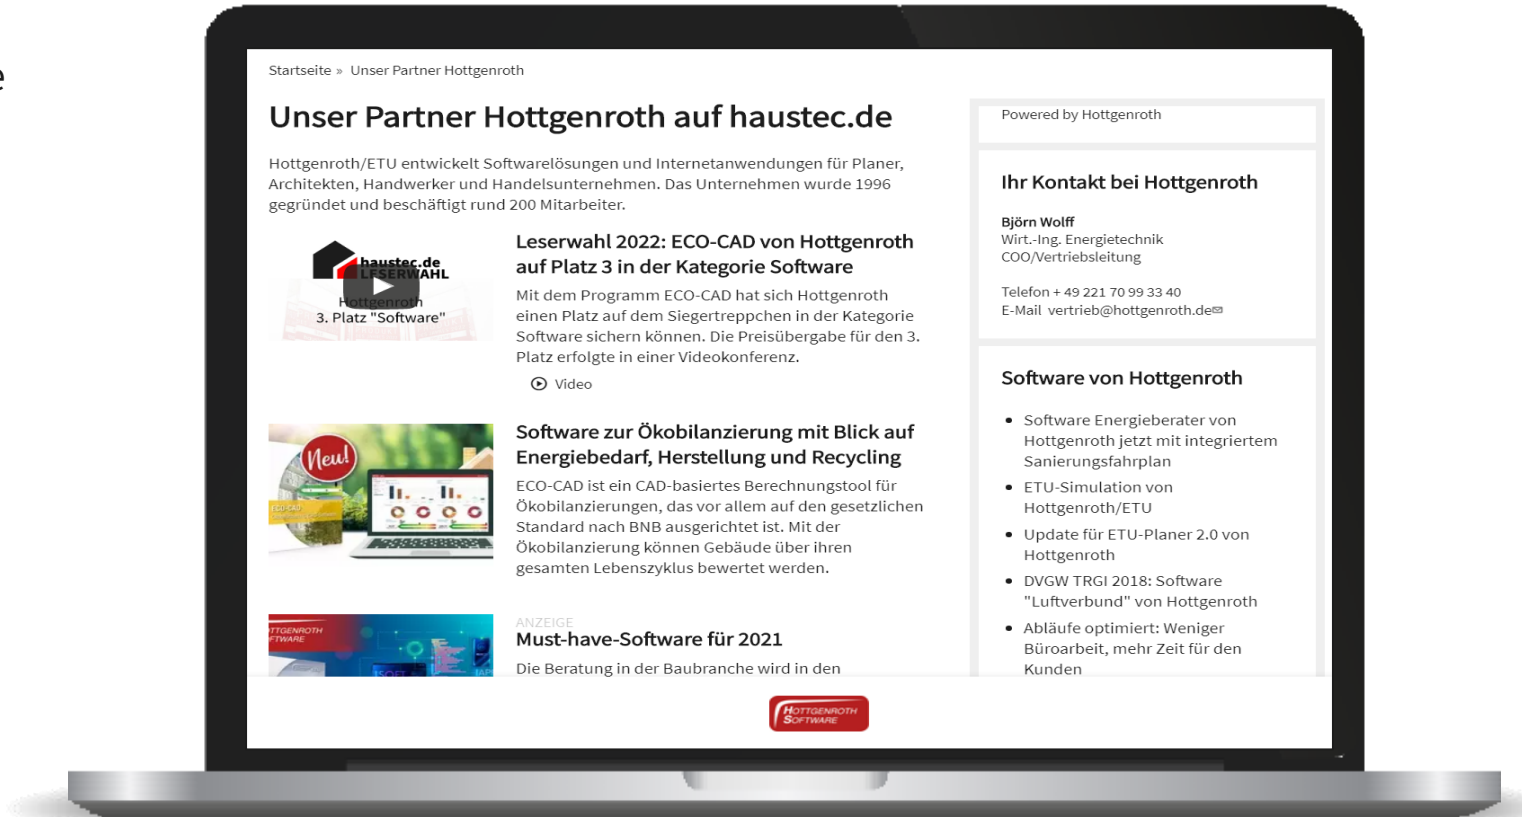 e
Startseite » Unser Partner Hottgenroth
Unser Partner Hottgenroth auf haustec.de
Hottgenroth/ETU entwickelt Softwarelösungen und Internetanwendungen für Planer,
Architekten, Handwerker und Handelsunternehmen. Das Unternehmen wurde 1996
gegründet und beschäftigt rund 200 Mitarbeiter.
haustec.de
LESERWAHL
Hottgenroth
3. Platz "Software"
Leserwahl 2022: ECO-CAD von Hottgenroth
auf Platz 3 in der Kategorie Software
Mit dem Programm ECO-CAD hat sich Hottgenroth
einen Platz auf dem Siegertreppchen in der Kategorie
Software sichern können. Die Preisübergabe für den 3.
Platz erfolgte in einer Videokonferenz.
Video
Neu!
ECO-CAD
Software zur Ökobilanzierung mit Blick auf
Energiebedarf, Herstellung und Recycling
ECO-CAD ist ein CAD-basiertes Berechnungstool für
Ökobilanzierungen, das vor allem auf den gesetzlichen
Standard nach BNB ausgerichtet ist. Mit der
Ökobilanzierung können Gebäude über ihren
gesamten Lebenszyklus bewertet werden.
ANZEIGE
Must-have-Software für 2021
Die Beratung in der Baubranche wird in den
Powered by Hottgenroth
Ihr Kontakt bei Hottgenroth
Björn Wolff
Wirt.-Ing. Energietechnik
COO/Vertriebsleitung
Telefon + 49 221 70 99 33 40
E-Mail vertrieb@hottgenroth.de
Software von Hottgenroth
• Software Energieberater von
Hottgenroth jetzt mit integriertem
Sanierungsfahrplan
• ETU-Simulation von
Hottgenroth/ETU
• Update für ETU-Planer 2.0 von
Hottgenroth
• DVGW TRGI 2018: Software
"Luftverbund" von Hottgenroth
• Abläufe optimiert: Weniger
Büroarbeit, mehr Zeit für den
Kunden
HOTTGENROTH
SOFTWARE